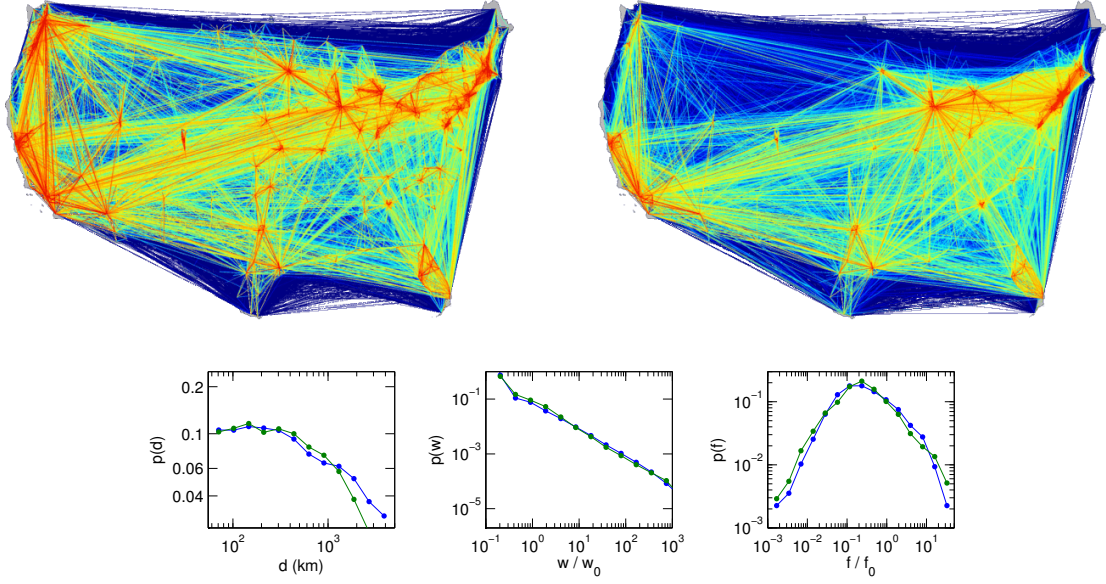 0.2
0.1
0.06
0.04
p(d)
10² 10³
d (km)
10⁻¹
10⁻³
10⁻⁵
p(w)
10⁻¹ 10⁰ 10¹ 10² 10³
w / w₀
10⁻¹
10⁻²
10⁻³
p(f)
10⁻³ 10⁻² 10⁻¹ 10⁰ 10¹
f / f₀